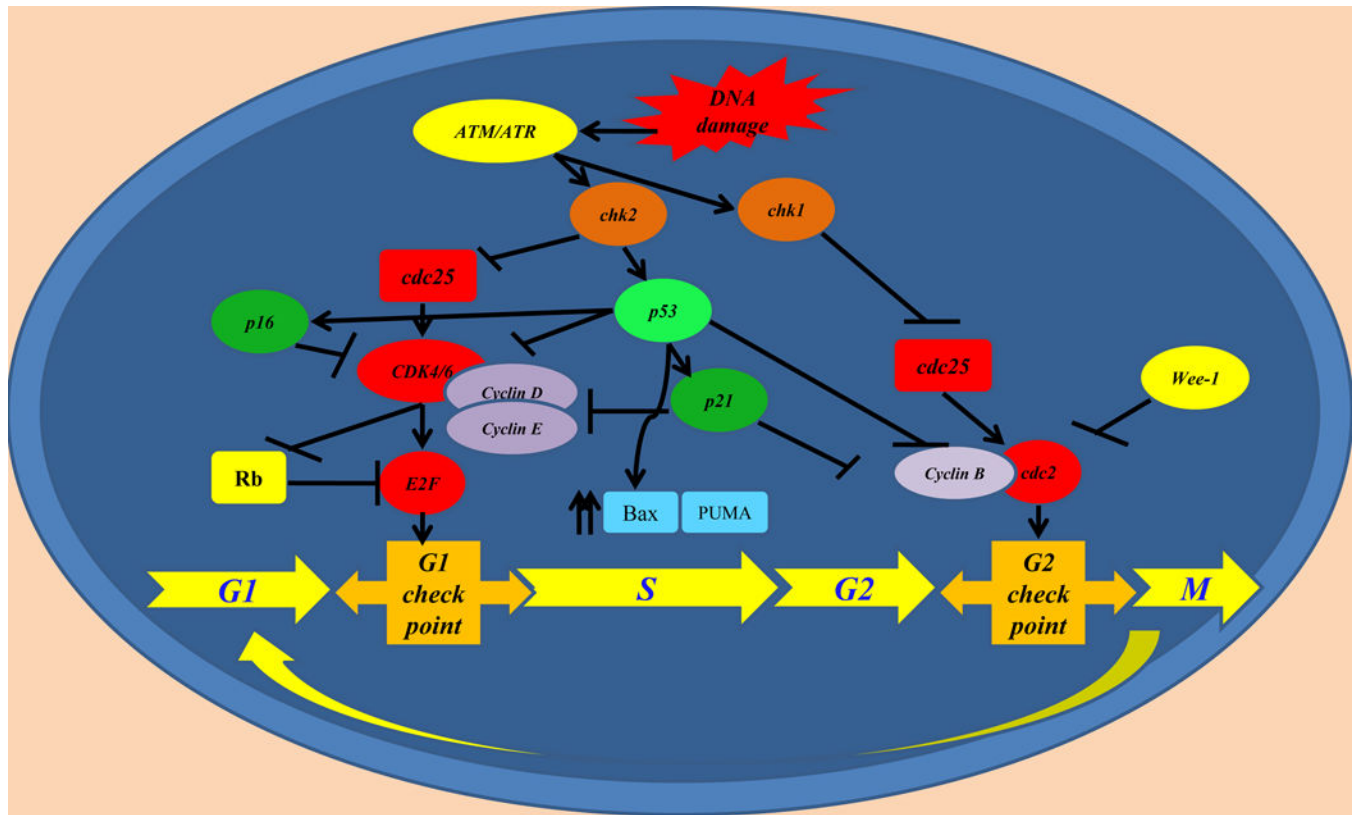 DNA
damage
ATM/ATR
chk2
chk1
cdc25
p53
p16
CDK4/6
cdc25
Wee-1
Cyclin D
p21
Cyclin E
Rb
E2F
Cyclin B
cdc2
Bax
PUMA
G1
G1
check
point
S
G2
G2
check
point
M